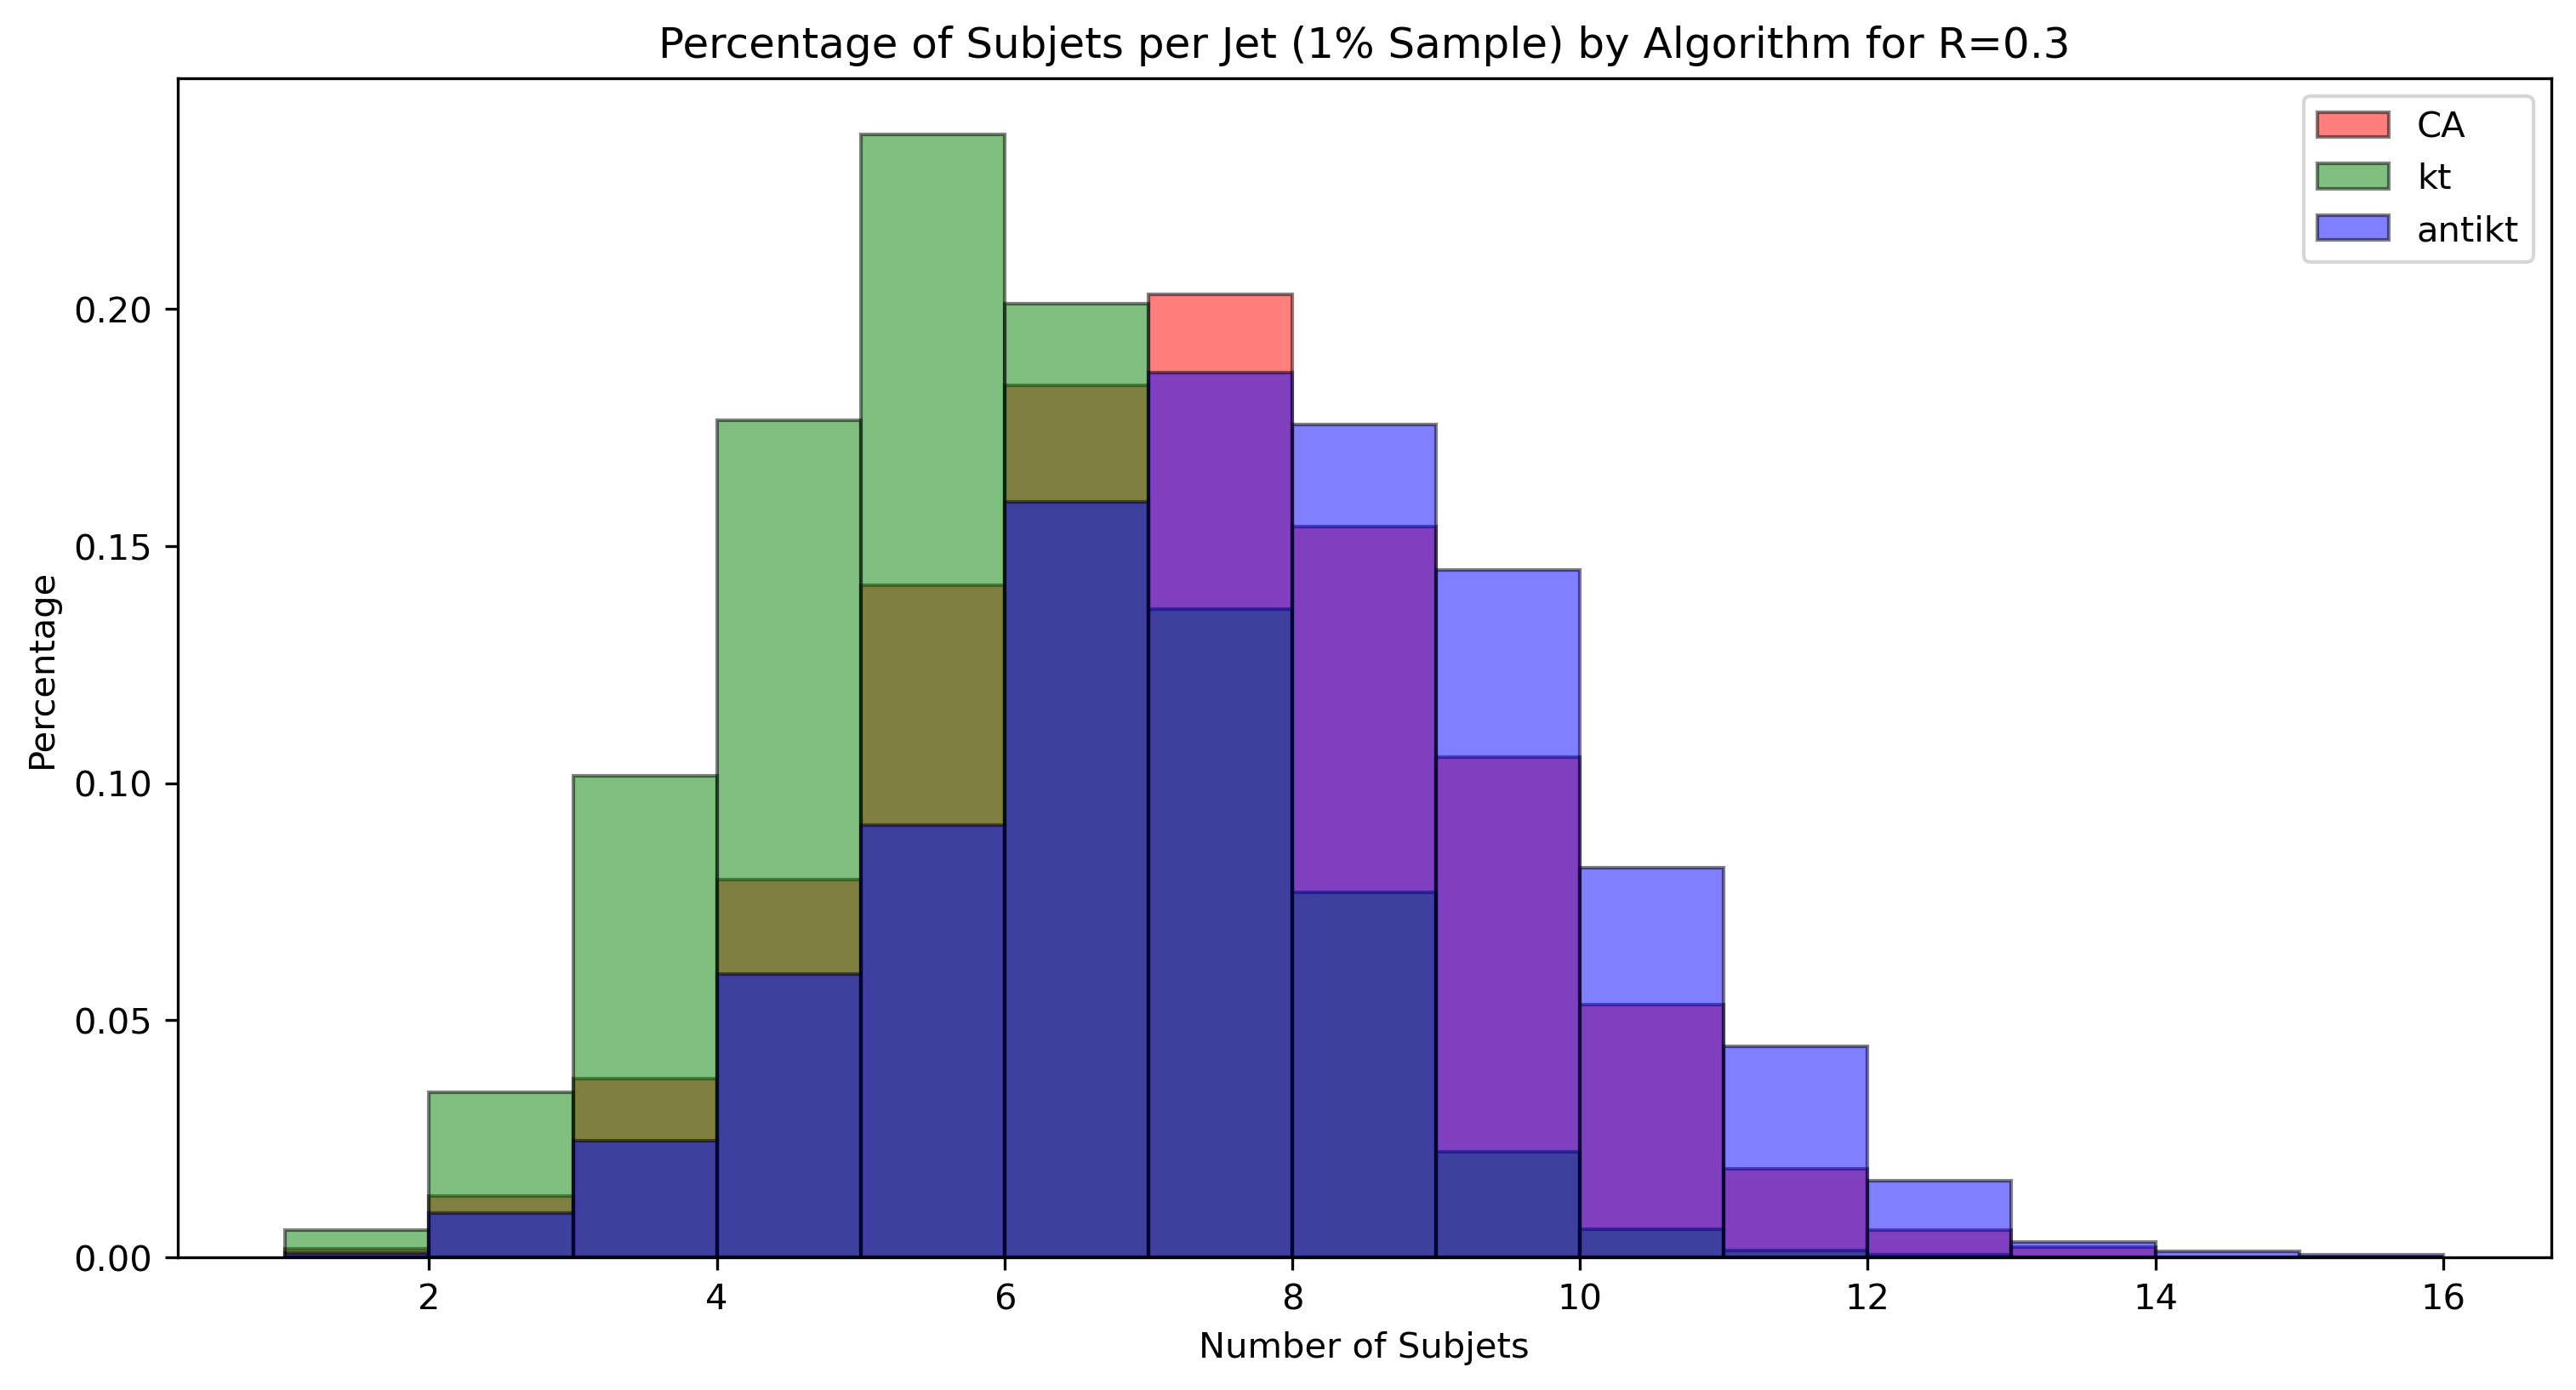 Percentage of Subjets per Jet (1% Sample) by Algorithm for R=0.3
CA
kt
antikt
Percentage
0.20
0.15
0.10
0.05
0.00
2 4 6 8 10 12 14 16
Number of Subjets